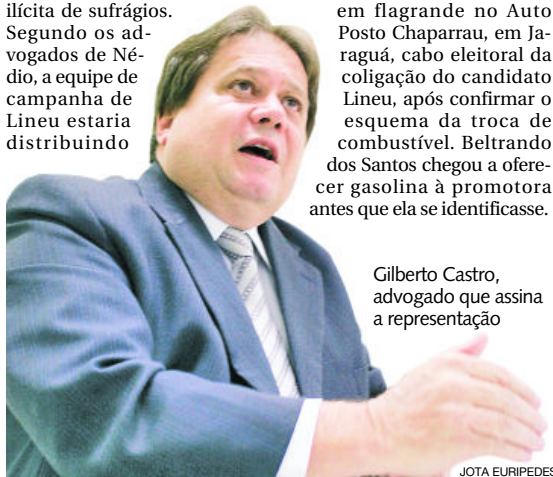 ilícita de sufrágios.
Segundo os ad-
vogados de Né-
dio, a equipe de
campanha de
Lineu estaria
distribuindo
em flagrante no Auto
Posto Chaparrau, em Ja-
raguá, cabo eleitoral da
coligação do candidato
Lineu, após confirmar o
esquema da troca de
combustível. Beltrando
dos Santos chegou a ofere-
cer gasolina à promotora
antes que ela se identificasse.
Gilberto Castro,
advogado que assina
a representação
JOTA EURIPEDES